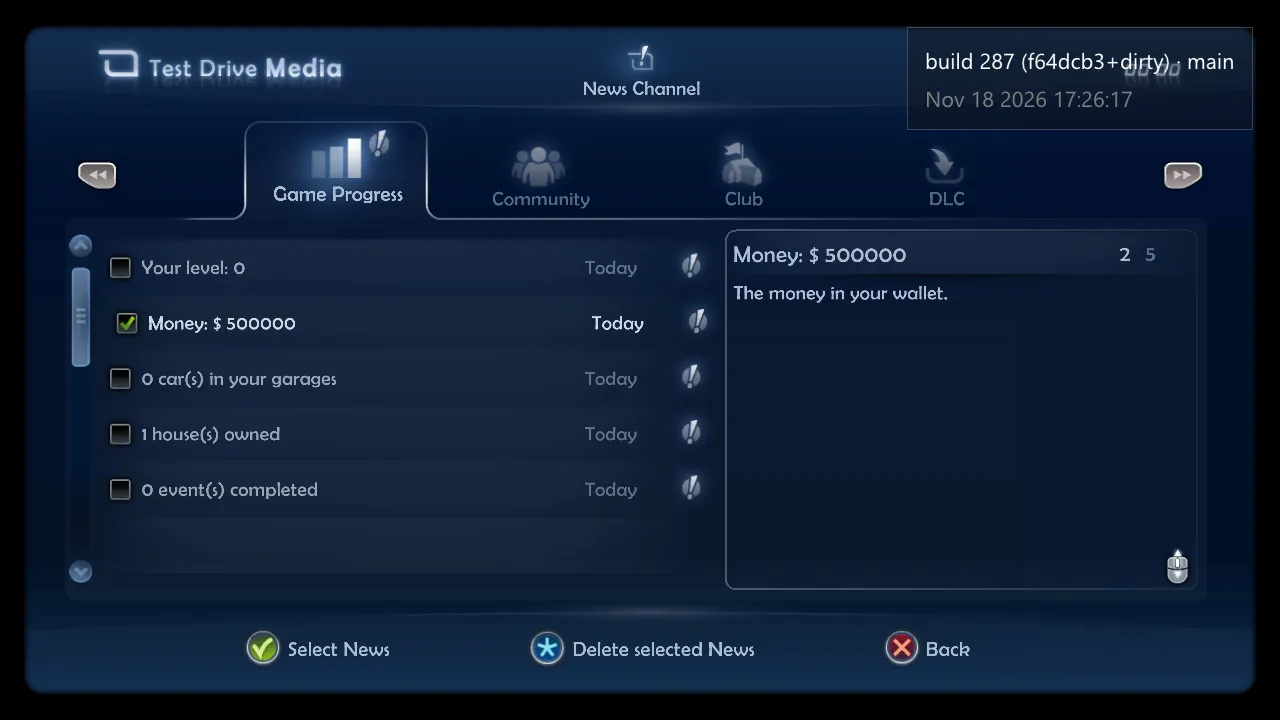 Test Drive Media
News Channel
build 287 (f64dcb3+dirty) · main
Nov 18 2026 17:26:17
Game Progress
Community
Club
DLC
Your level: 0 Today
Money: $ 500000 Today
0 car(s) in your garages Today
1 house(s) owned Today
0 event(s) completed Today
Money: $ 500000 2 5
The money in your wallet.
Select News
Delete selected News
Back